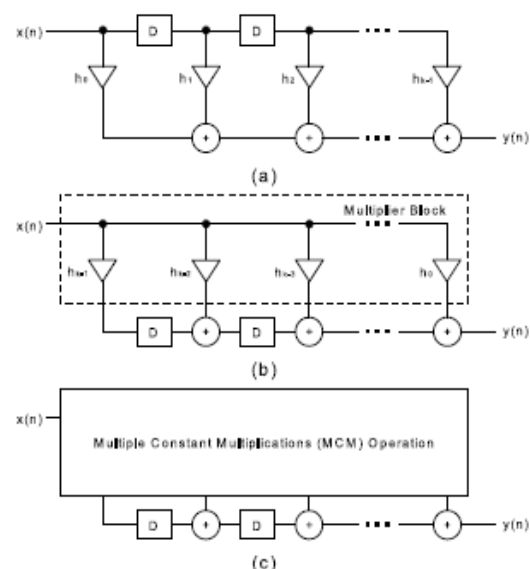 x(n) D D
h0 h1 h2 hk-1
+ + + y(n)
(a)
Multiplier Block
x(n)
hk-1 hk-2 hk-3 h0
D + D + + y(n)
(b)
x(n)
Multiple Constant Multiplications (MCM) Operation
D + D + + y(n)
(c)